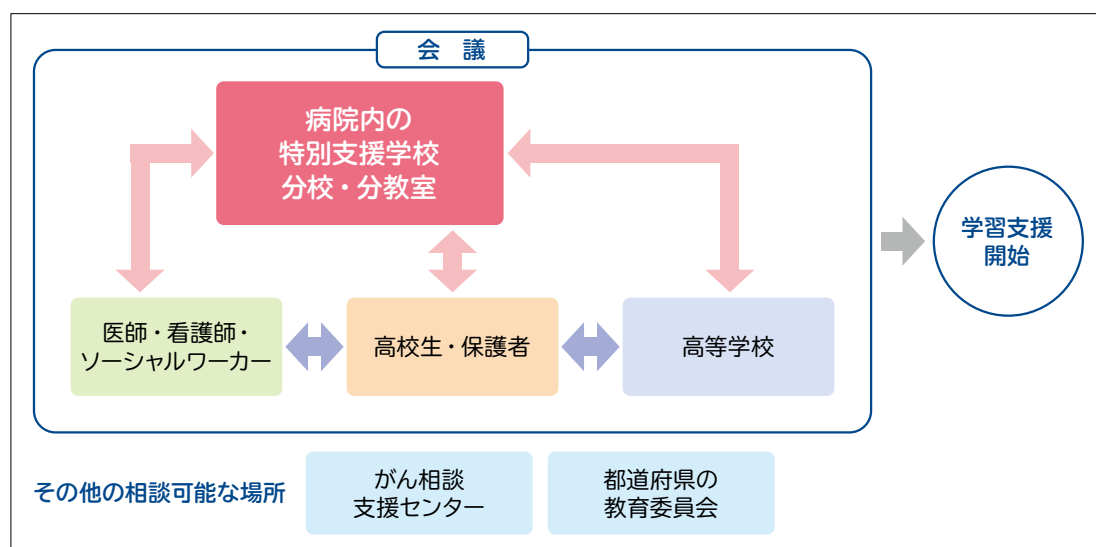 会 議
病院内の
特別支援学校
分校・分教室
医師・看護師・
ソーシャルワーカー
高校生・保護者
高等学校
学習支援
開始
その他の相談可能な場所
がん相談
支援センター
都道府県の
教育委員会